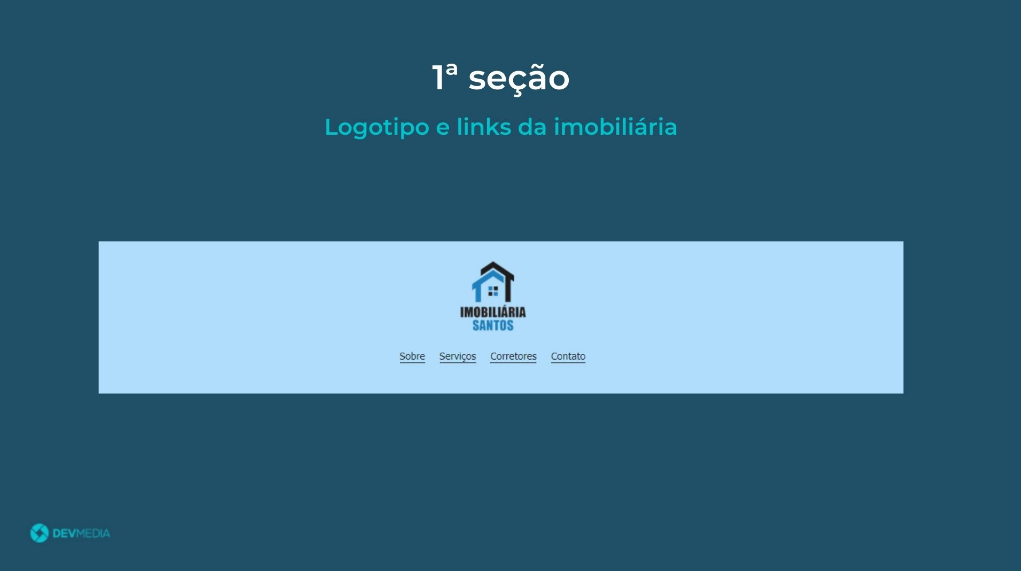 1ª seção
Logotipo e links da imobiliária
IMOBILIÁRIA
SANTOS
Sobre Serviços Corretores Contato
DEVMEDIA